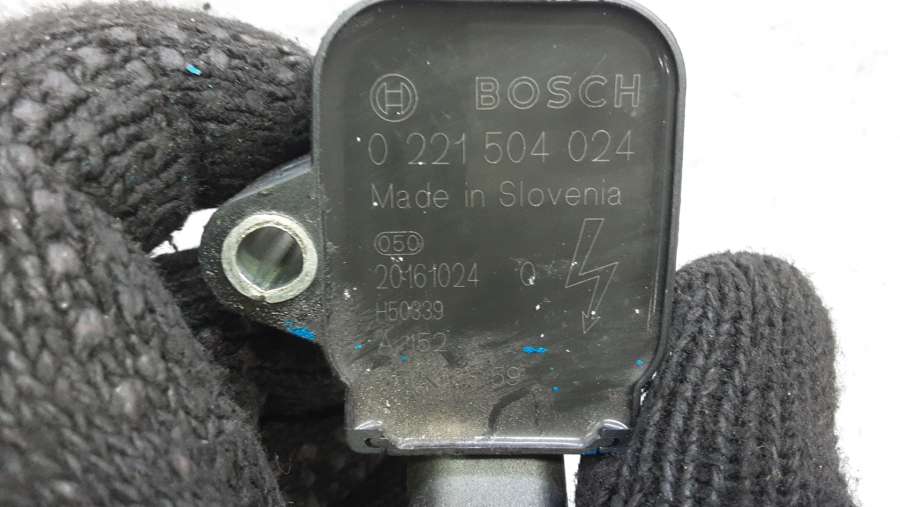 BOSCH
0 221 504 024
Made in Slovenia
050
20161024 Q
H50339